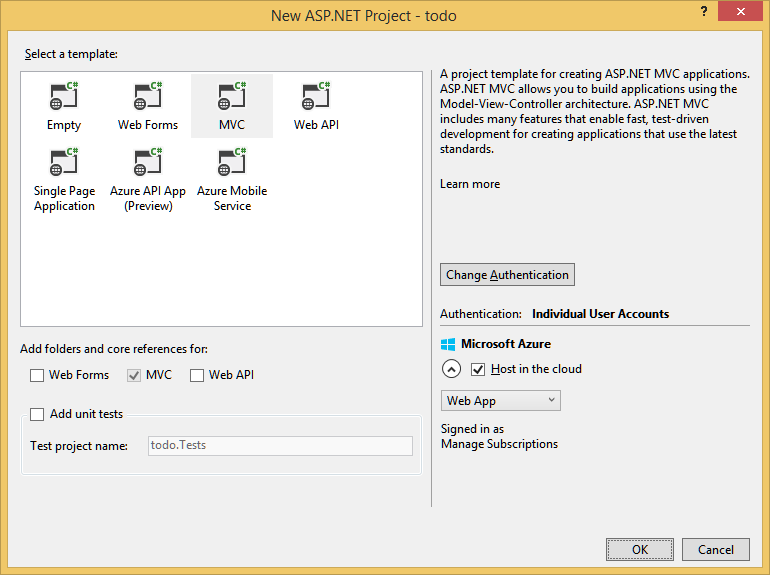 New ASP.NET Project - todo
?
Select a template:
C#
C#
C#
C#
Empty
Web Forms
MVC
Web API
C#
C#
C#
Single Page
Application
Azure API App
(Preview)
Azure Mobile
Service
A project template for creating ASP.NET MVC applications.
ASP.NET MVC allows you to build applications using the
Model-View-Controller architecture. ASP.NET MVC
includes many features that enable fast, test-driven
development for creating applications that use the latest
standards.
Learn more
Change Authentication
Authentication: Individual User Accounts
Microsoft Azure
Host in the cloud
Web App
Signed in as
Manage Subscriptions
Add folders and core references for:
Web Forms
MVC
Web API
Add unit tests
Test project name:
todo.Tests
OK
Cancel